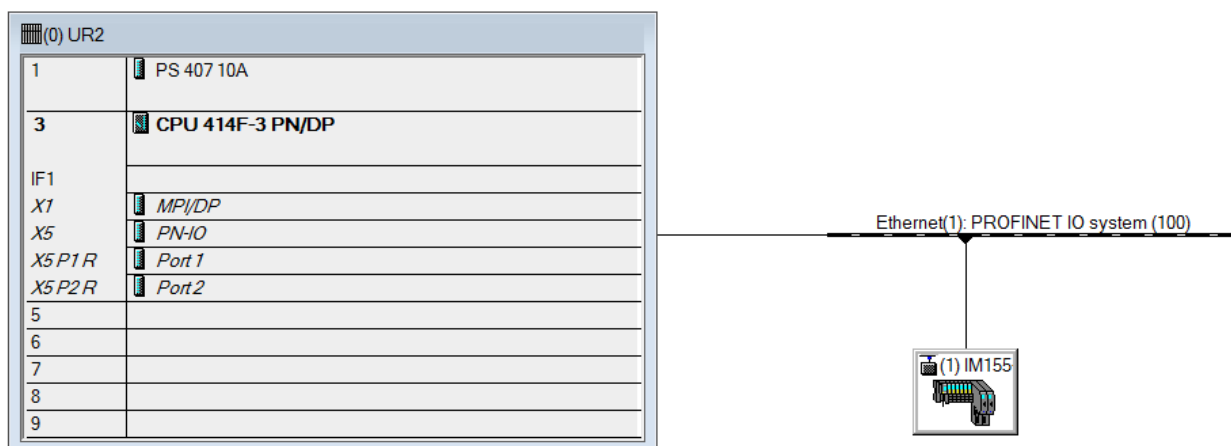 (0) UR2
1 PS 407 10A
3 CPU 414F-3 PN/DP
IF1
X1 MPI/DP
X5 PN-IO
X5 P1 R Port 1
X5 P2 R Port 2
5
6
7
8
9
Ethernet(1): PROFINET IO system (100)
(1) IM155